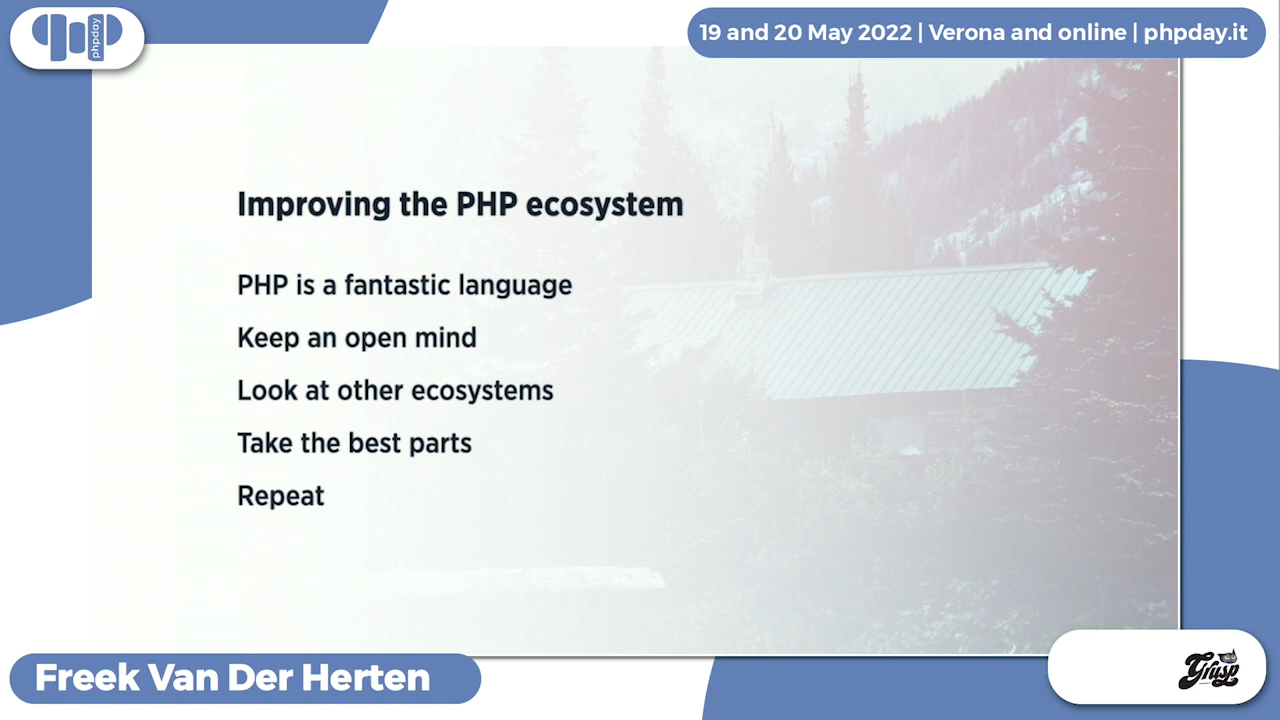 phpday
19 and 20 May 2022 | Verona and online | phpday.it
Improving the PHP ecosystem
PHP is a fantastic language
Keep an open mind
Look at other ecosystems
Take the best parts
Repeat
Freek Van Der Herten
Grusp